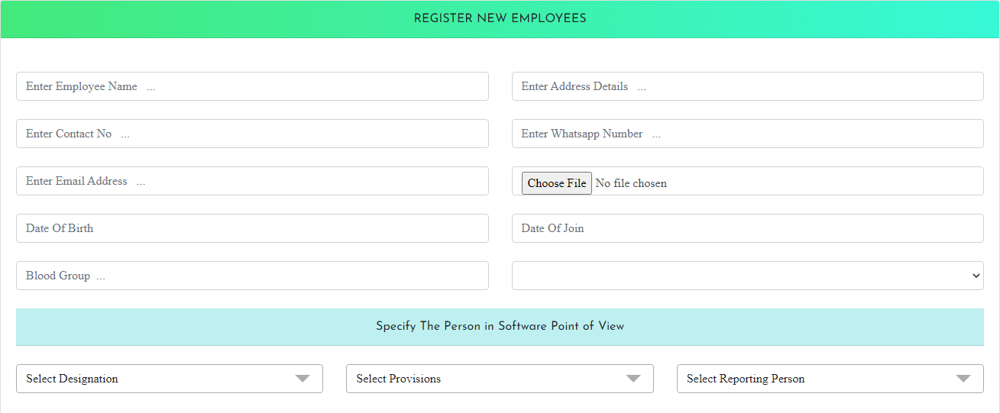 REGISTER NEW EMPLOYEES
Enter Employee Name ...
Enter Address Details ...
Enter Contact No ...
Enter Whatsapp Number ...
Enter Email Address ...
Choose File No file chosen
Date Of Birth
Date Of Join
Blood Group ...
Specify The Person in Software Point of View
Select Designation
Select Provisions
Select Reporting Person